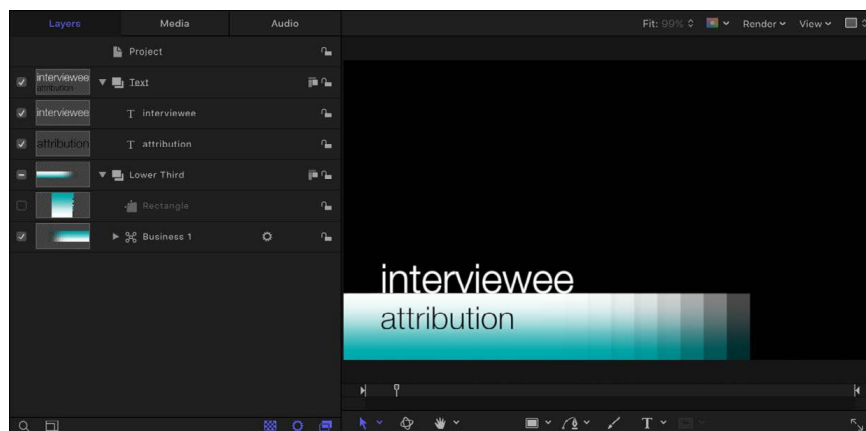 Layers Media Audio
Fit: 99% Render View
Project
interviewee
attribution
Text
interviewee
T interviewee
attribution
T attribution
Lower Third
Rectangle
Business 1
interviewee
attribution
T